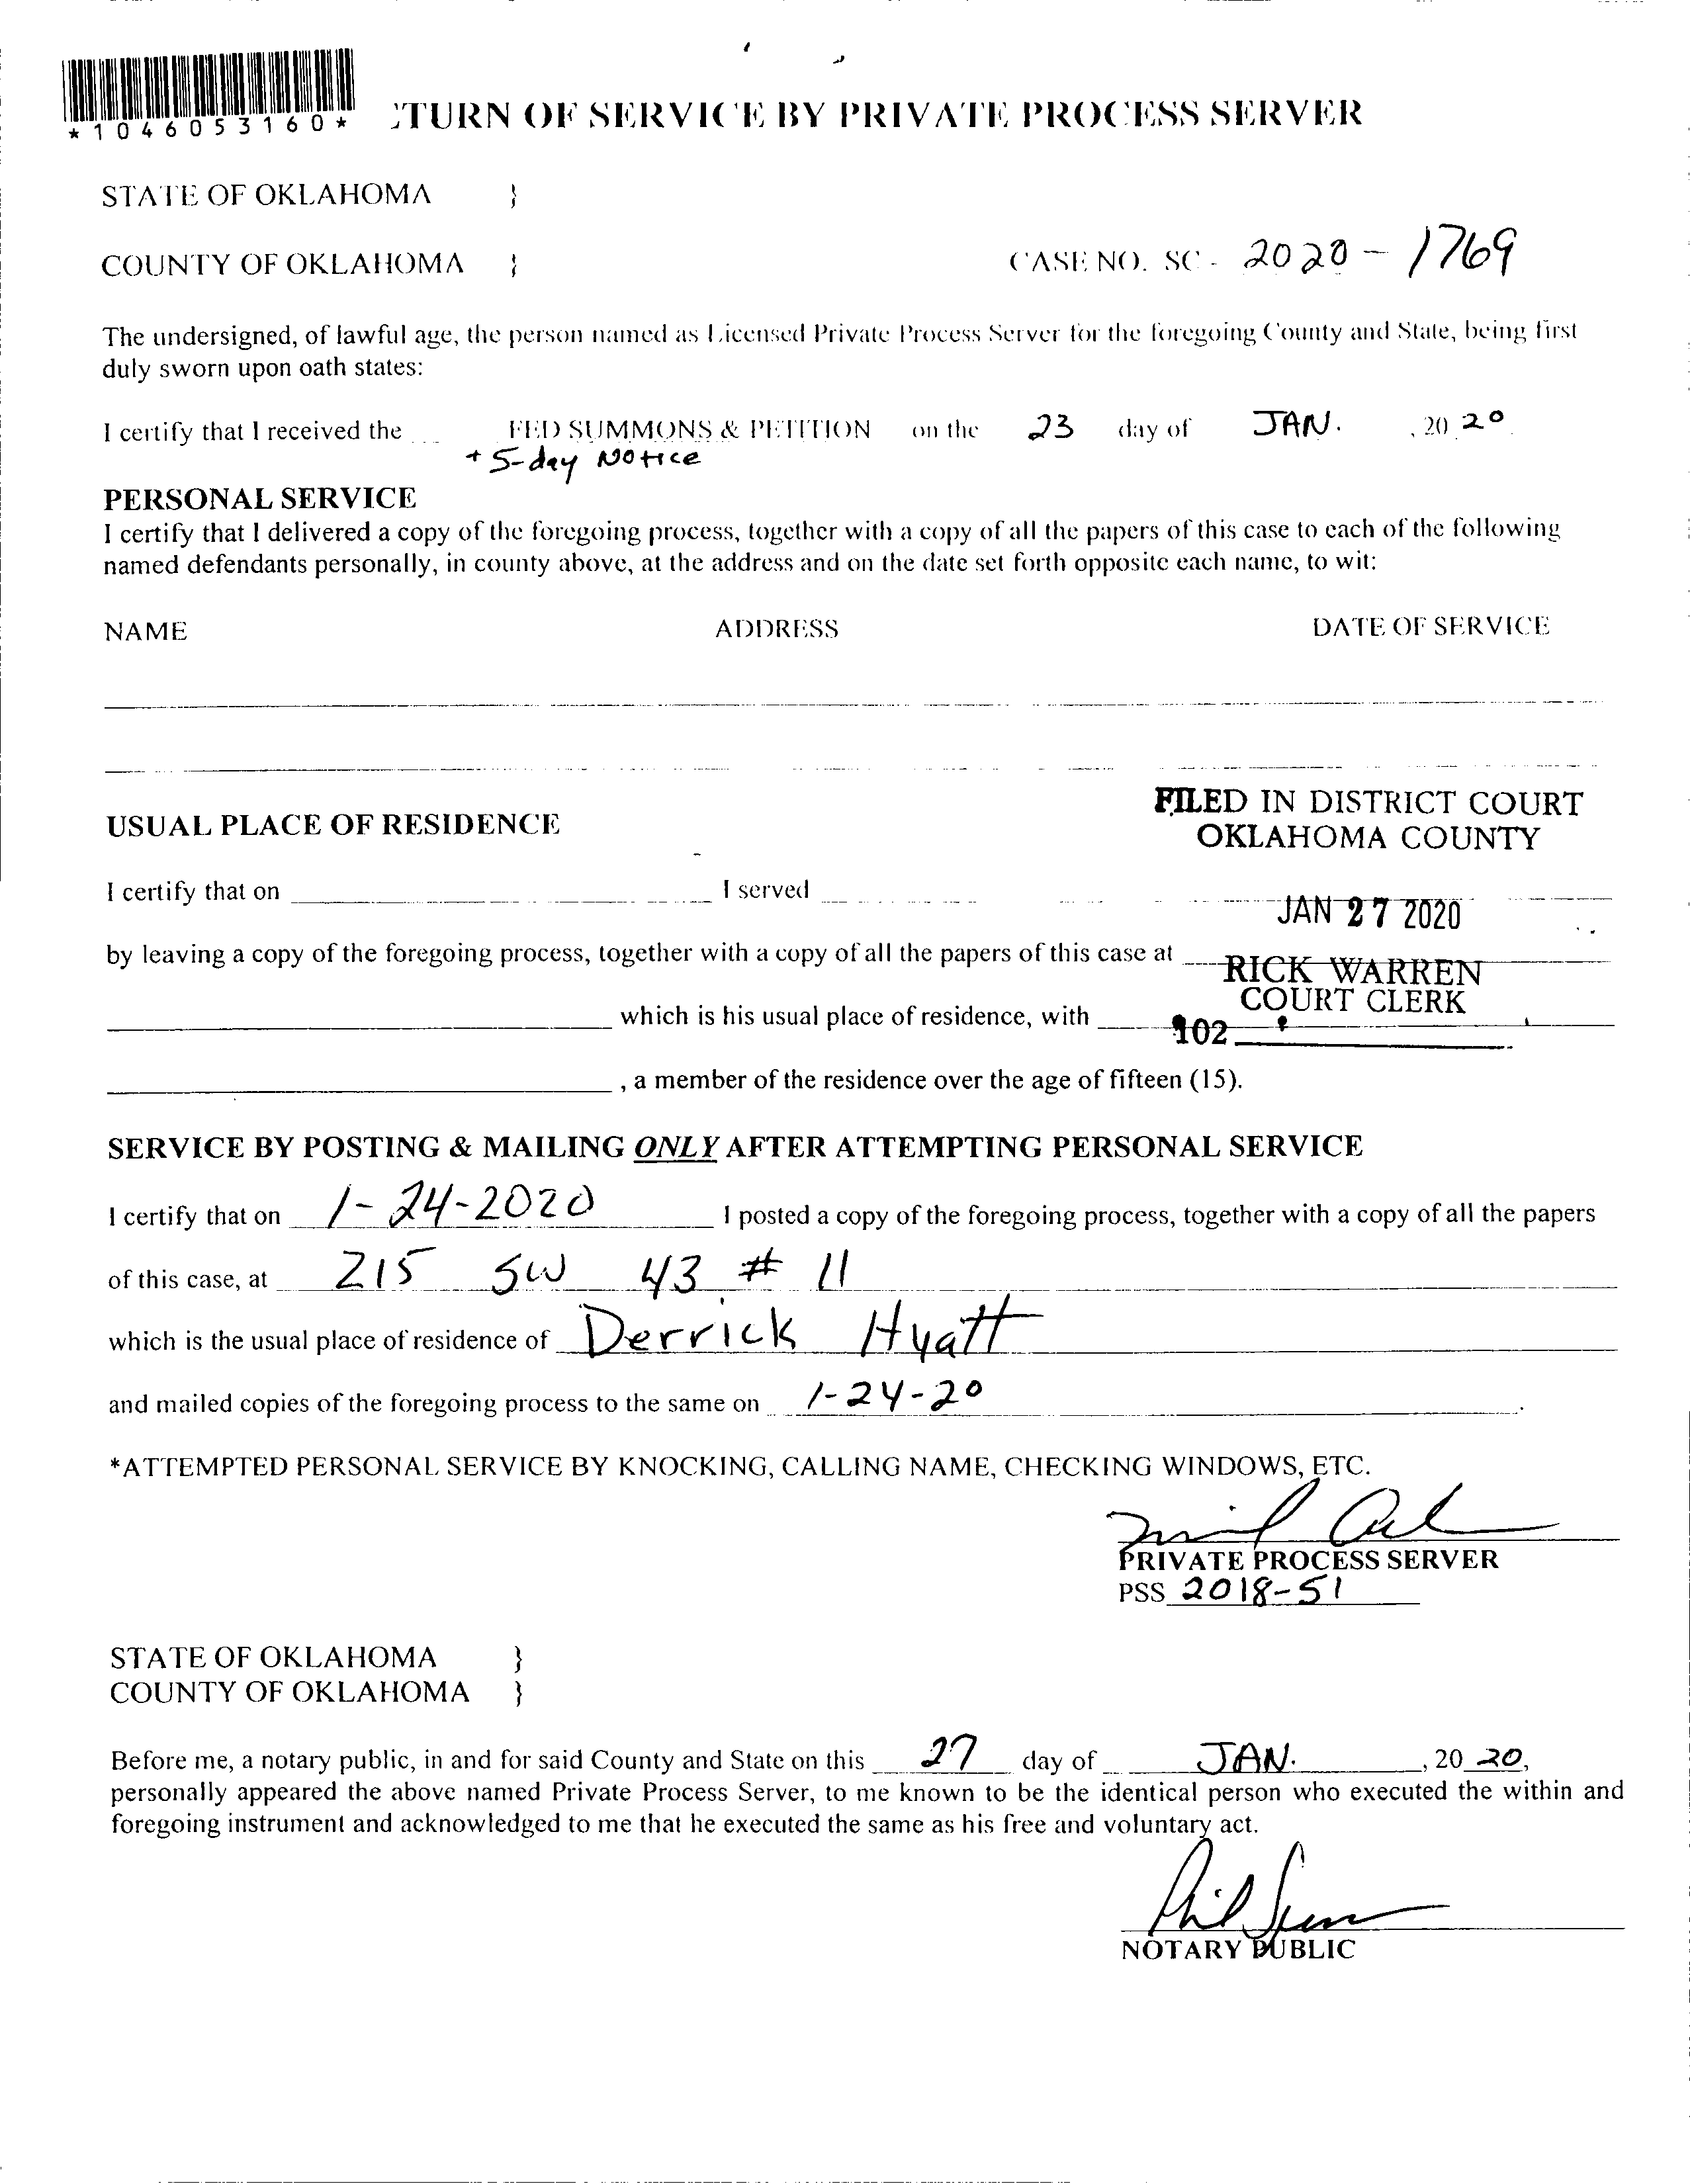 *1046053160*
TURN OF SERVICE BY PRIVATE PROCESS SERVER
STATE OF OKLAHOMA }
COUNTY OF OKLAHOMA } CASE NO. SC - 2020 - 1769
The undersigned, of lawful age, the person named as Licensed Private Process Server for the foregoing County and State, being first
duly sworn upon oath states:
I certify that I received the FED SUMMONS & PETITION on the 23 day of JAN. , 20 20
+ 5-day Notice
PERSONAL SERVICE
I certify that I delivered a copy of the foregoing process, together with a copy of all the papers of this case to each of the following
named defendants personally, in county above, at the address and on the date set forth opposite each name, to wit:
NAME ADDRESS DATE OF SERVICE
FILED IN DISTRICT COURT
OKLAHOMA COUNTY
USUAL PLACE OF RESIDENCE
I certify that on I served
JAN 27 2020
by leaving a copy of the foregoing process, together with a copy of all the papers of this case at
RICK WARREN
COURT CLERK
which is his usual place of residence, with
102
, a member of the residence over the age of fifteen (15).
SERVICE BY POSTING & MAILING ONLY AFTER ATTEMPTING PERSONAL SERVICE
I certify that on 1-24-2020 I posted a copy of the foregoing process, together with a copy of all the papers
of this case, at 215 SW 43 # 11
which is the usual place of residence of Derrick Hyatt
and mailed copies of the foregoing process to the same on 1-24-20 .
*ATTEMPTED PERSONAL SERVICE BY KNOCKING, CALLING NAME, CHECKING WINDOWS, ETC.
PRIVATE PROCESS SERVER
PSS 2018-51
STATE OF OKLAHOMA }
COUNTY OF OKLAHOMA }
Before me, a notary public, in and for said County and State on this 27 day of JAN. , 20 20,
personally appeared the above named Private Process Server, to me known to be the identical person who executed the within and
foregoing instrument and acknowledged to me that he executed the same as his free and voluntary act.
NOTARY PUBLIC